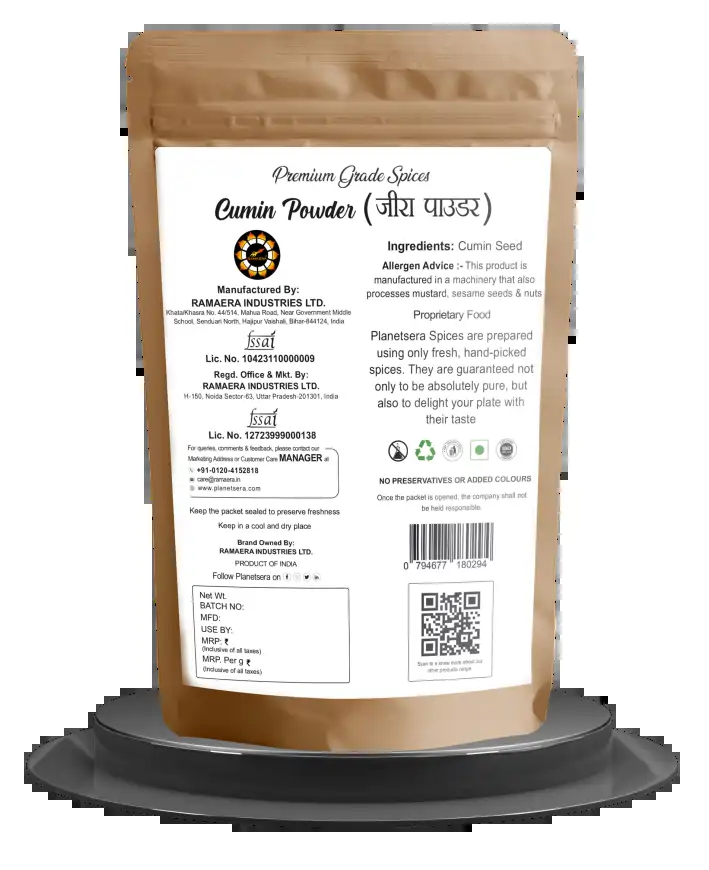 Premium Grade Spices
Cumin Powder (जीरा पाउडर)
Manufactured By:
RAMAERA INDUSTRIES LTD.
Khata/Khasra No. 44/514, Mahua Road, Near Government Middle
School, Senduari North, Hajipur Vaishali, Bihar-844124, India
fssai
Lic. No. 10423110000009
Regd. Office & Mkt. By:
RAMAERA INDUSTRIES LTD.
H-150, Noida Sector-63, Uttar Pradesh-201301, India
fssai
Lic. No. 12723999000138
For queries, comments & feedback, please contact our
Marketing Address or Customer Care MANAGER at
+91-0120-4152818
care@ramaera.in
www.planetsera.com
Keep the packet sealed to preserve freshness
Keep in a cool and dry place
Brand Owned By:
RAMAERA INDUSTRIES LTD.
PRODUCT OF INDIA
Follow Planetsera on
Net Wt.
BATCH NO:
MFD:
USE BY:
MRP: ₹
(Inclusive of all taxes)
MRP. Per g ₹
(Inclusive of all taxes)
Ingredients: Cumin Seed
Allergen Advice :- This product is
manufactured in a machinery that also
processes mustard, sesame seeds & nuts
Proprietary Food
Planetsera Spices are prepared
using only fresh, hand-picked
spices. They are guaranteed not
only to be absolutely pure, but
also to delight your plate with
their taste
NO PRESERVATIVES OR ADDED COLOURS
Once the packet is opened, the company shall not
be held responsible.
0 794677 180294
Scan to a know more about our
other products range